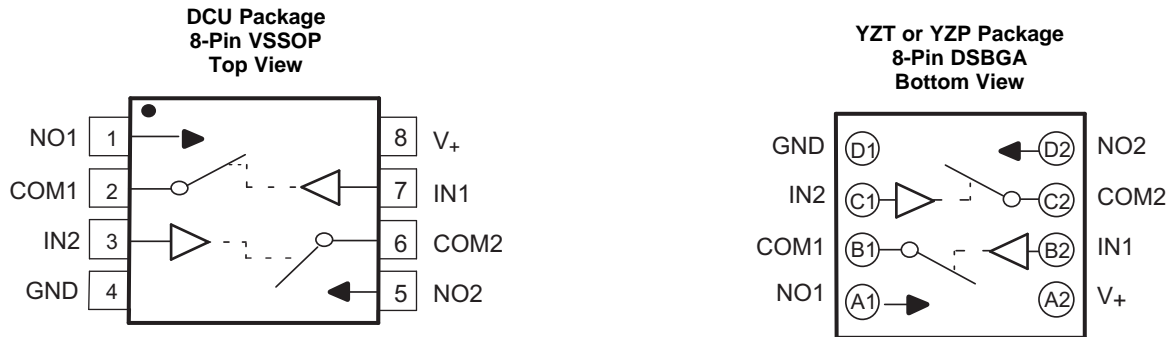 DCU Package
8-Pin VSSOP
Top View
NO1 1
8 V+
COM1 2
7 IN1
IN2 3
6 COM2
GND 4
5 NO2
YZT or YZP Package
8-Pin DSBGA
Bottom View
GND D1
D2 NO2
IN2 C1
C2 COM2
COM1 B1
B2 IN1
NO1 A1
A2 V+